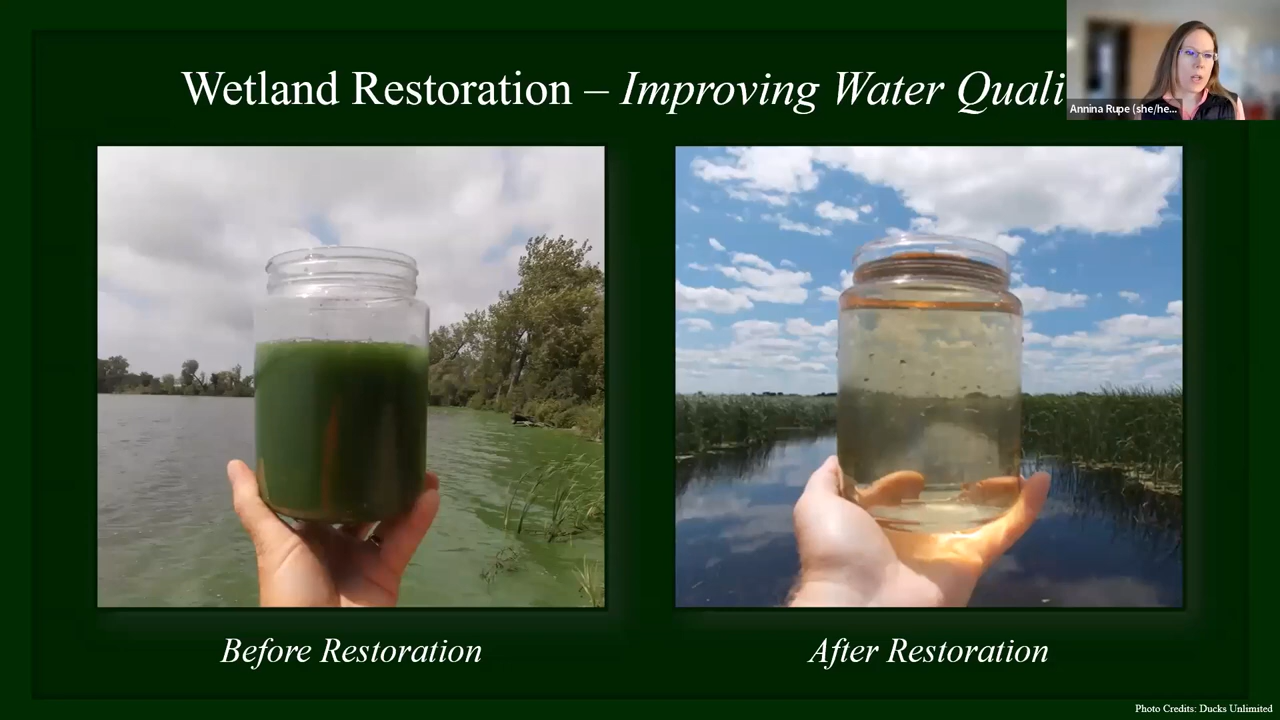 Wetland Restoration – Improving Water Quali
Annina Rupe (she/he...
Before Restoration
After Restoration
Photo Credits: Ducks Unlimited